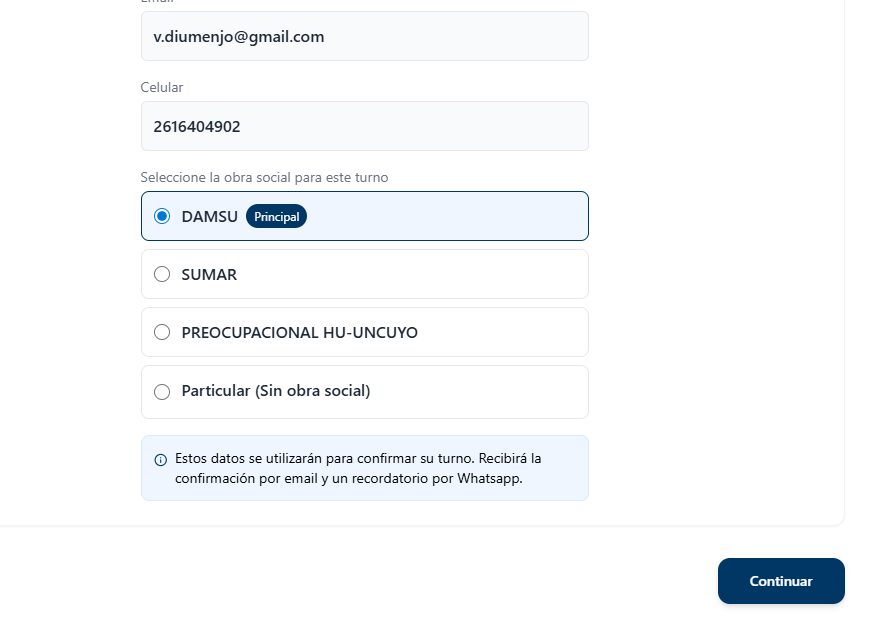 Email
v.diumenjo@gmail.com
Celular
2616404902
Seleccione la obra social para este turno
DAMSU Principal
SUMAR
PREOCUPACIONAL HU-UNCUYO
Particular (Sin obra social)
Estos datos se utilizarán para confirmar su turno. Recibirá la
confirmación por email y un recordatorio por Whatsapp.
Continuar